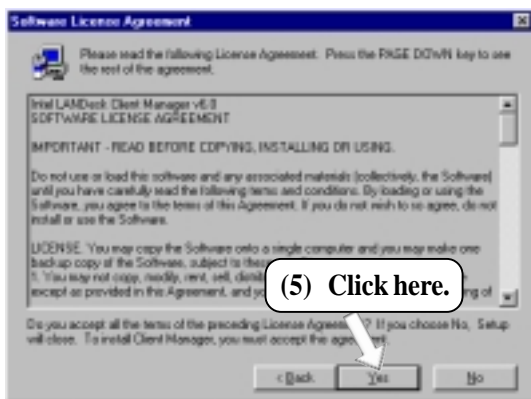 Software License Agreement
Please read the following License Agreement. Press the PAGE DOWN key to see
the rest of the agreement.
Intel LANDesk Client Manager v6.0
SOFTWARE LICENSE AGREEMENT
IMPORTANT - READ BEFORE COPYING, INSTALLING OR USING.
Do not use or load this software and any associated materials (collectively, the Software)
until you have carefully read the following terms and conditions. By loading or using the
Software, you agree to the terms of this Agreement. If you do not wish to so agree, do not
install or use the Software.
LICENSE. You may copy the Software onto a single computer and you may make one
backup copy of the Software, subject to these
1. You may not copy, modify, rent, sell,
except as provided in this Agreement, and
of
(5) Click here.
Do you accept all the terms of the preceding License If you choose No, Setup
will close. To install Client Manager, you must accept this
< Back
Yes
No